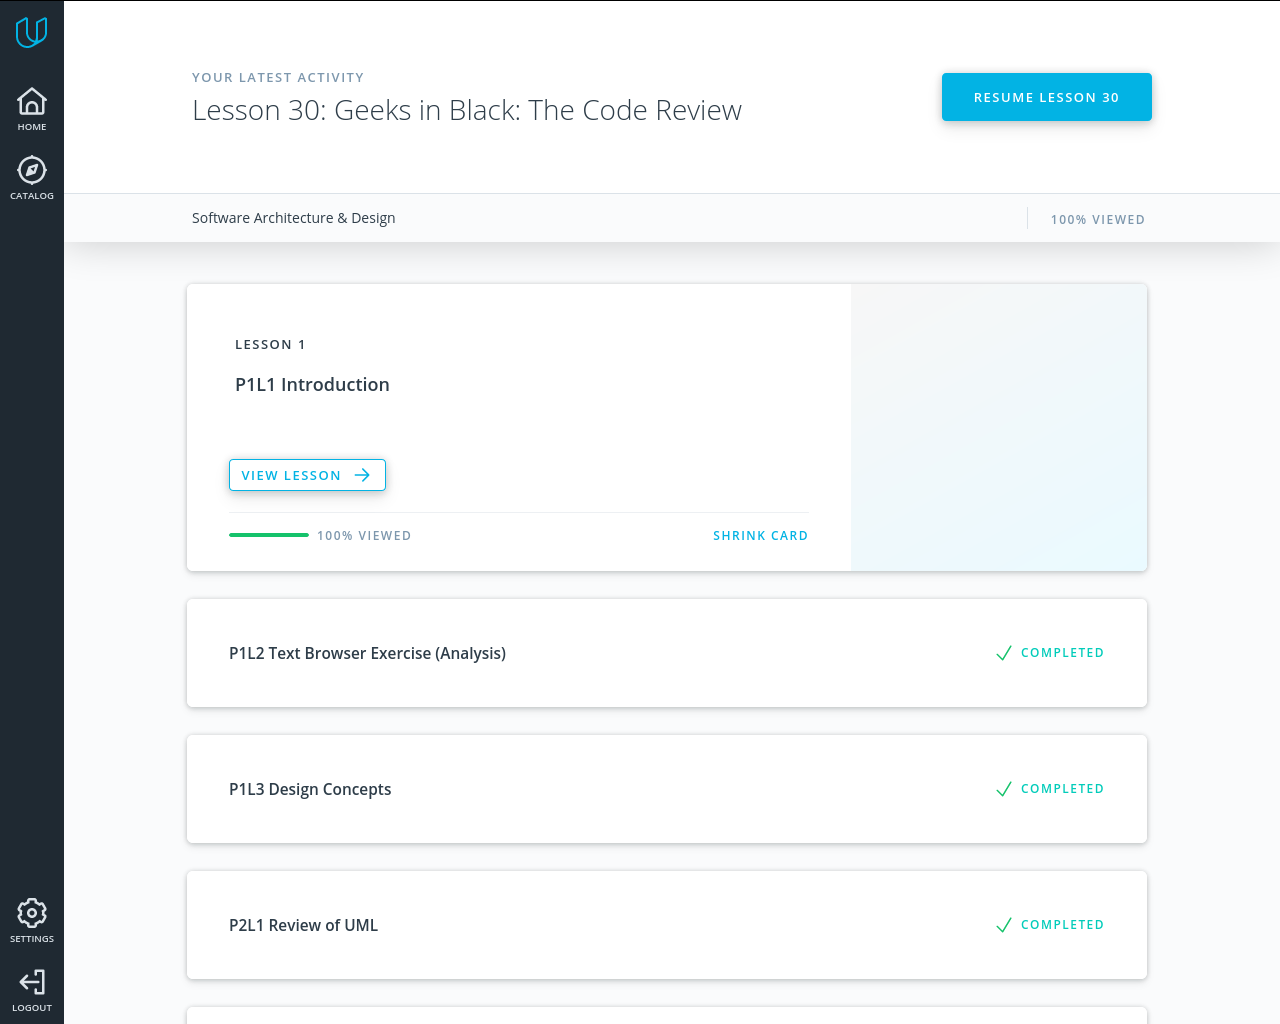 HOME
CATALOG
SETTINGS
LOGOUT
YOUR LATEST ACTIVITY
Lesson 30: Geeks in Black: The Code Review
RESUME LESSON 30
Software Architecture & Design
100% VIEWED
LESSON 1
P1L1 Introduction
VIEW LESSON
100% VIEWED
SHRINK CARD
P1L2 Text Browser Exercise (Analysis)
COMPLETED
P1L3 Design Concepts
COMPLETED
P2L1 Review of UML
COMPLETED